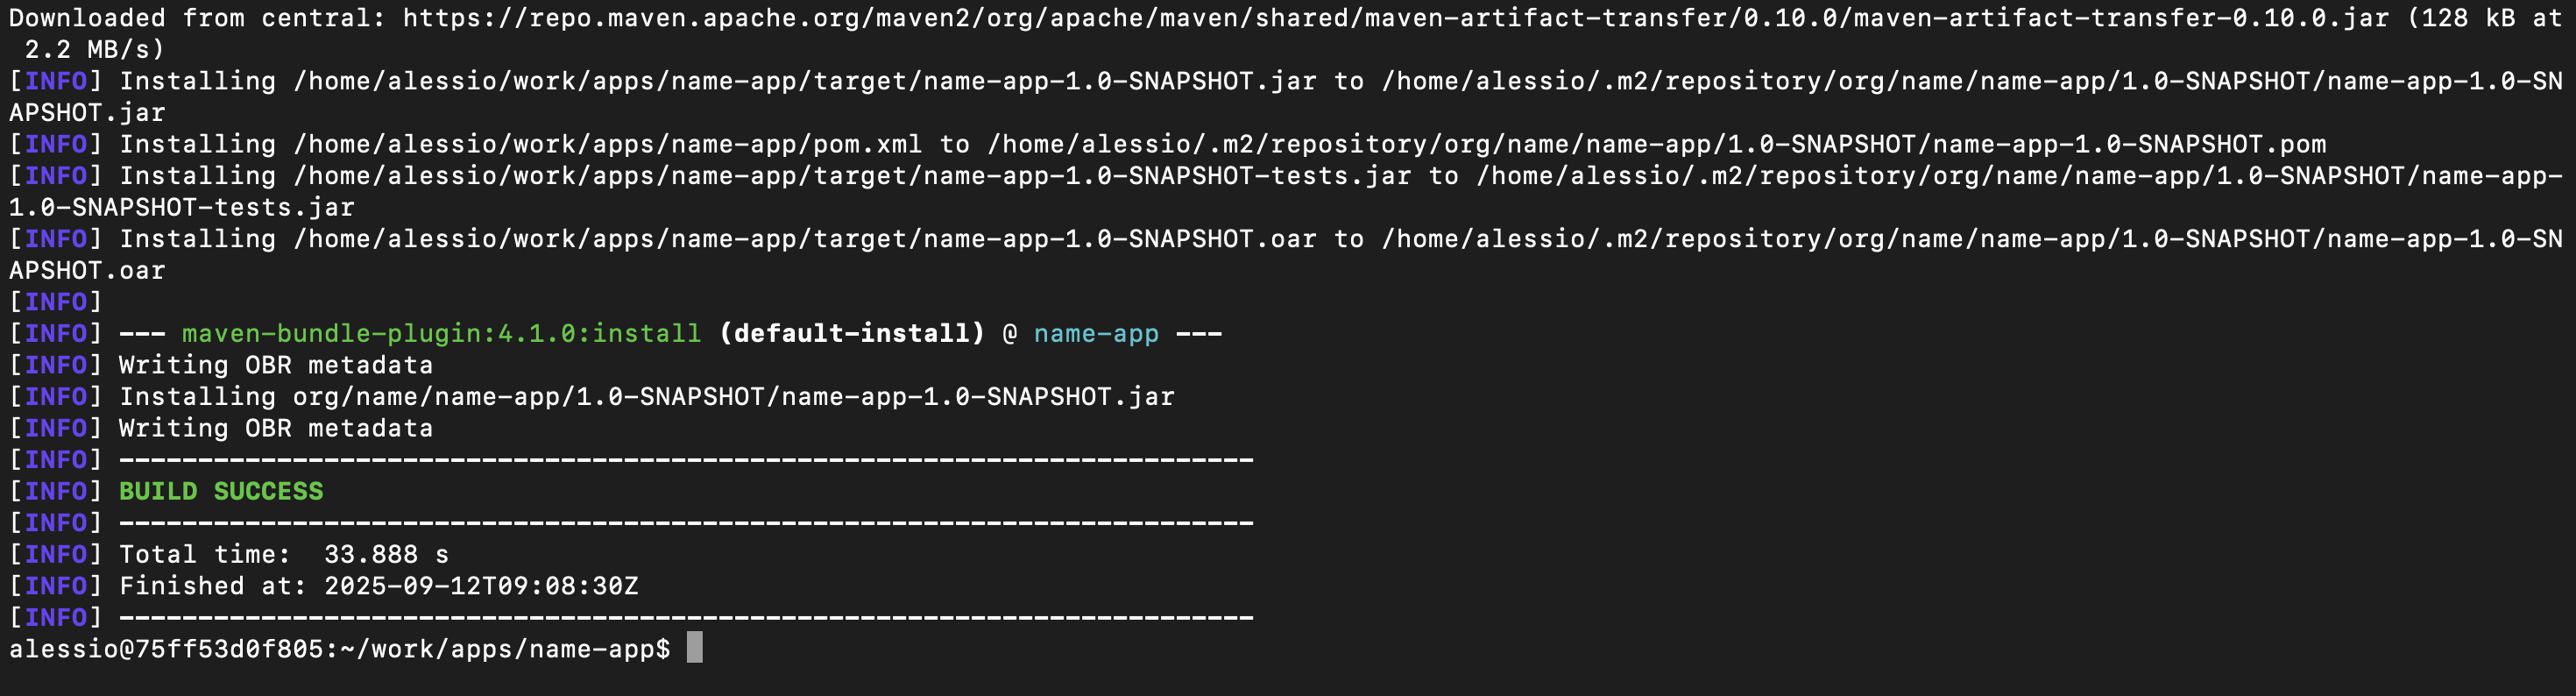 Downloaded from central: https://repo.maven.apache.org/maven2/org/apache/maven/shared/maven-artifact-transfer/0.10.0/maven-artifact-transfer-0.10.0.jar (128 kB at
 2.2 MB/s)
[INFO] Installing /home/alessio/work/apps/name-app/target/name-app-1.0-SNAPSHOT.jar to /home/alessio/.m2/repository/org/name/name-app/1.0-SNAPSHOT/name-app-1.0-SN
APSHOT.jar
[INFO] Installing /home/alessio/work/apps/name-app/pom.xml to /home/alessio/.m2/repository/org/name/name-app/1.0-SNAPSHOT/name-app-1.0-SNAPSHOT.pom
[INFO] Installing /home/alessio/work/apps/name-app/target/name-app-1.0-SNAPSHOT-tests.jar to /home/alessio/.m2/repository/org/name/name-app/1.0-SNAPSHOT/name-app-
1.0-SNAPSHOT-tests.jar
[INFO] Installing /home/alessio/work/apps/name-app/target/name-app-1.0-SNAPSHOT.oar to /home/alessio/.m2/repository/org/name/name-app/1.0-SNAPSHOT/name-app-1.0-SN
APSHOT.oar
[INFO]
[INFO] --- maven-bundle-plugin:4.1.0:install (default-install) @ name-app ---
[INFO] Writing OBR metadata
[INFO] Installing org/name/name-app/1.0-SNAPSHOT/name-app-1.0-SNAPSHOT.jar
[INFO] Writing OBR metadata
[INFO] ------------------------------------------------------------------------
[INFO] BUILD SUCCESS
[INFO] ------------------------------------------------------------------------
[INFO] Total time:  33.888 s
[INFO] Finished at: 2025-09-12T09:08:30Z
[INFO] ------------------------------------------------------------------------
alessio@75ff53d0f805:~/work/apps/name-app$